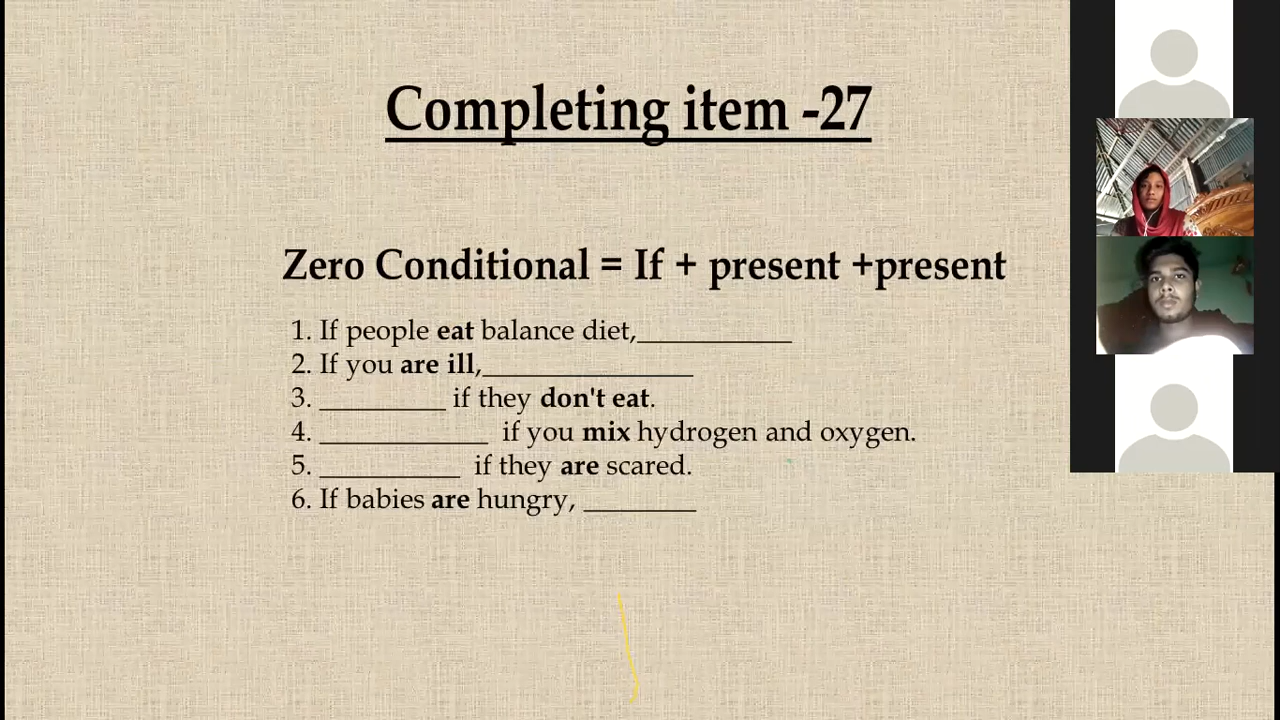 Completing item -27
Zero Conditional = If + present +present
1. If people eat balance diet,___________
2. If you are ill,_______________
3. _________ if they don't eat.
4. ____________ if you mix hydrogen and oxygen.
5. __________ if they are scared.
6. If babies are hungry, ________